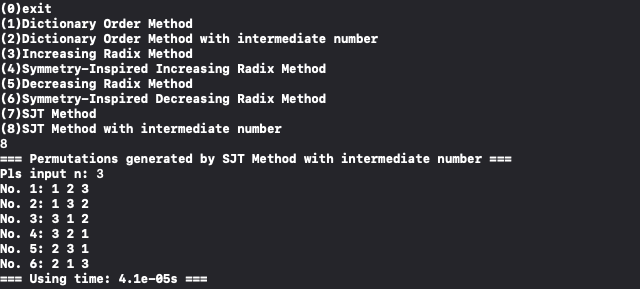 (0)exit
(1)Dictionary Order Method
(2)Dictionary Order Method with intermediate number
(3)Increasing Radix Method
(4)Symmetry-Inspired Increasing Radix Method
(5)Decreasing Radix Method
(6)Symmetry-Inspired Decreasing Radix Method
(7)SJT Method
(8)SJT Method with intermediate number
8
=== Permutations generated by SJT Method with intermediate number ===
Pls input n: 3
No. 1: 1 2 3
No. 2: 1 3 2
No. 3: 3 1 2
No. 4: 3 2 1
No. 5: 2 3 1
No. 6: 2 1 3
=== Using time: 4.1e-05s ===